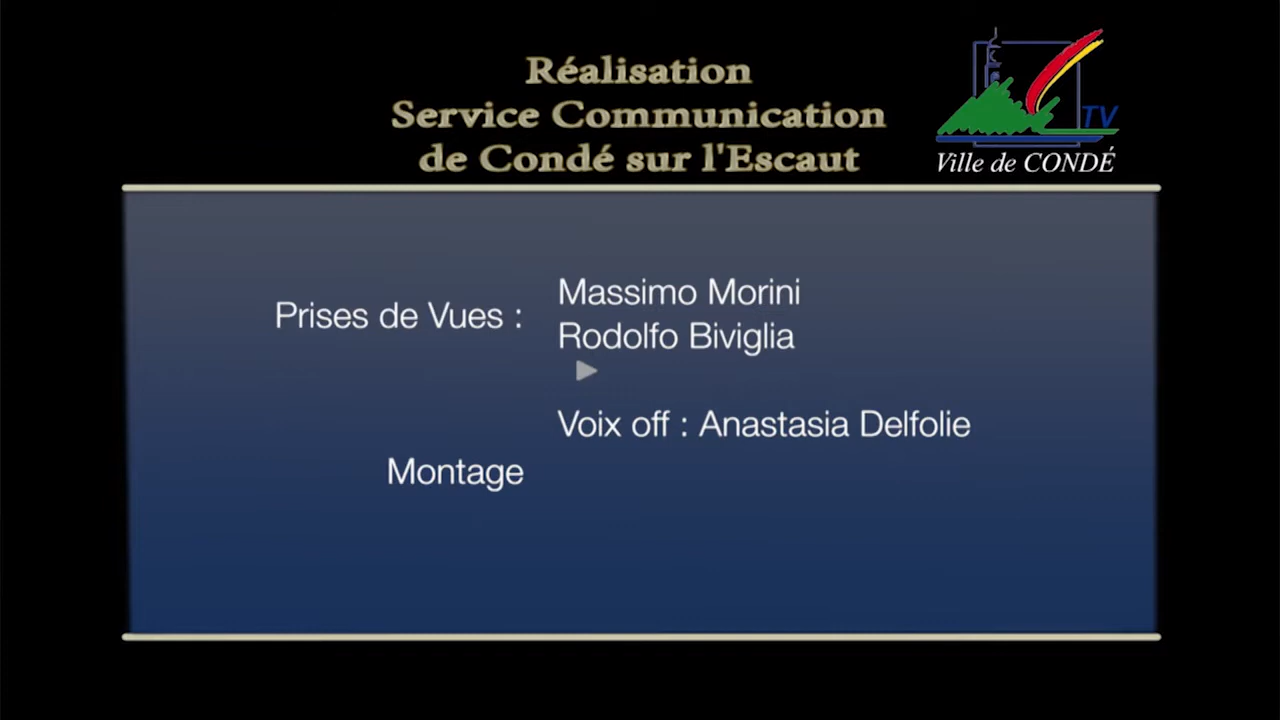 Réalisation
Service Communication
de Condé sur l'Escaut
TV
Ville de CONDÉ
Massimo Morini
Prises de Vues :
Rodolfo Biviglia
Voix off : Anastasia Delfolie
Montage